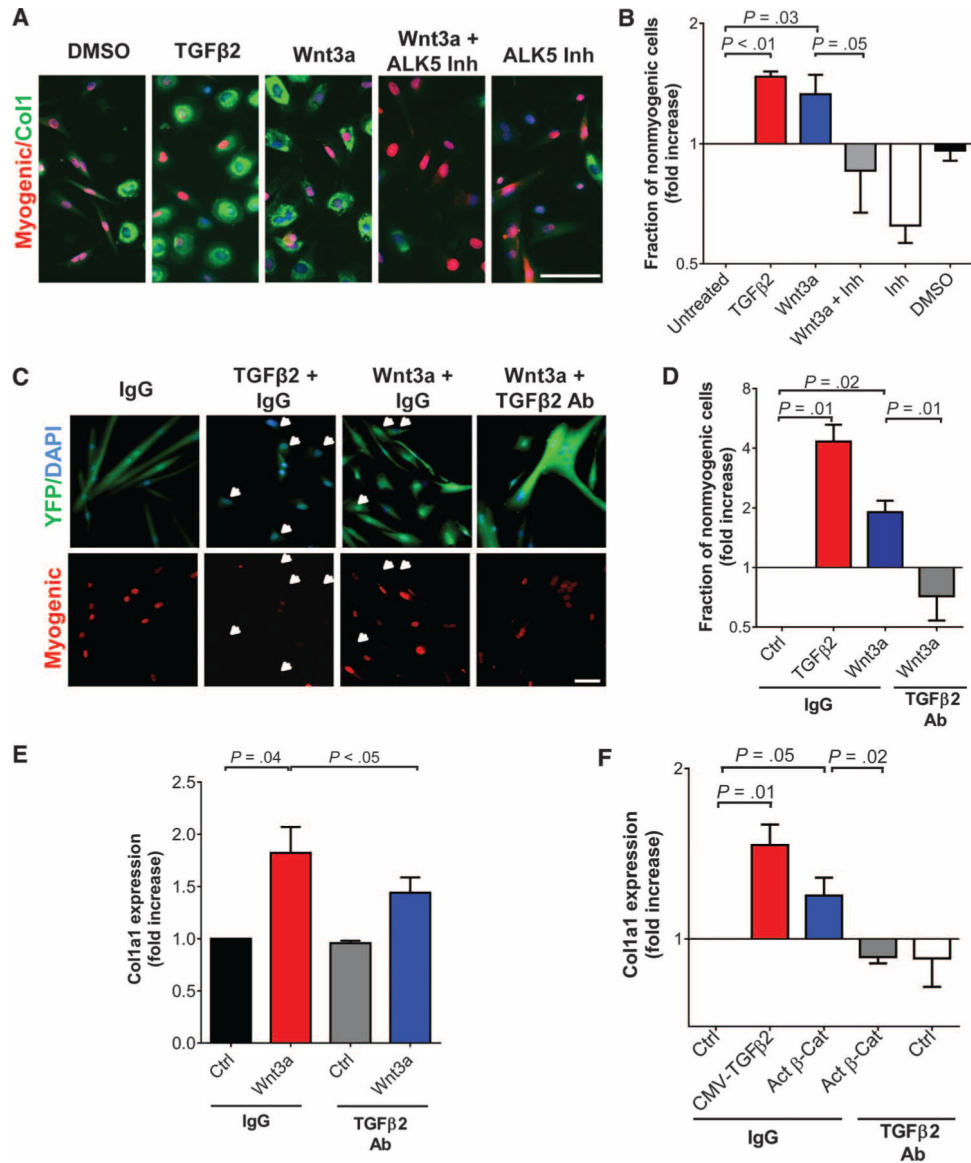 A
DMSO
TGFβ2
Wnt3a
Wnt3a +
ALK5 Inh
ALK5 Inh
Myogenic/Col1
B
P = .03
P < .01
P = .05
2
1
0.5
Fraction of nonmyogenic cells
(fold increase)
Untreated
TGFβ2
Wnt3a
Wnt3a + Inh
Inh
DMSO
C
IgG
TGFβ2 +
IgG
Wnt3a +
IgG
Wnt3a +
TGFβ2 Ab
YFP/DAPI
Myogenic
D
P = .02
P = .01
P = .01
8
4
2
1
0.5
Fraction of nonmyogenic cells
(fold increase)
Ctrl
TGFβ2
Wnt3a
Wnt3a
IgG
TGFβ2
Ab
E
P = .04
P < .05
2.5
2.0
1.5
1.0
0.5
0.0
Col1a1 expression
(fold increase)
Ctrl
Wnt3a
Ctrl
Wnt3a
IgG
TGFβ2
Ab
F
P = .05
P = .02
P = .01
2
1
Col1a1 expression
(fold increase)
Ctrl
CMV-TGFβ2
Act β-Cat
Act β-Cat
Ctrl
IgG
TGFβ2
Ab